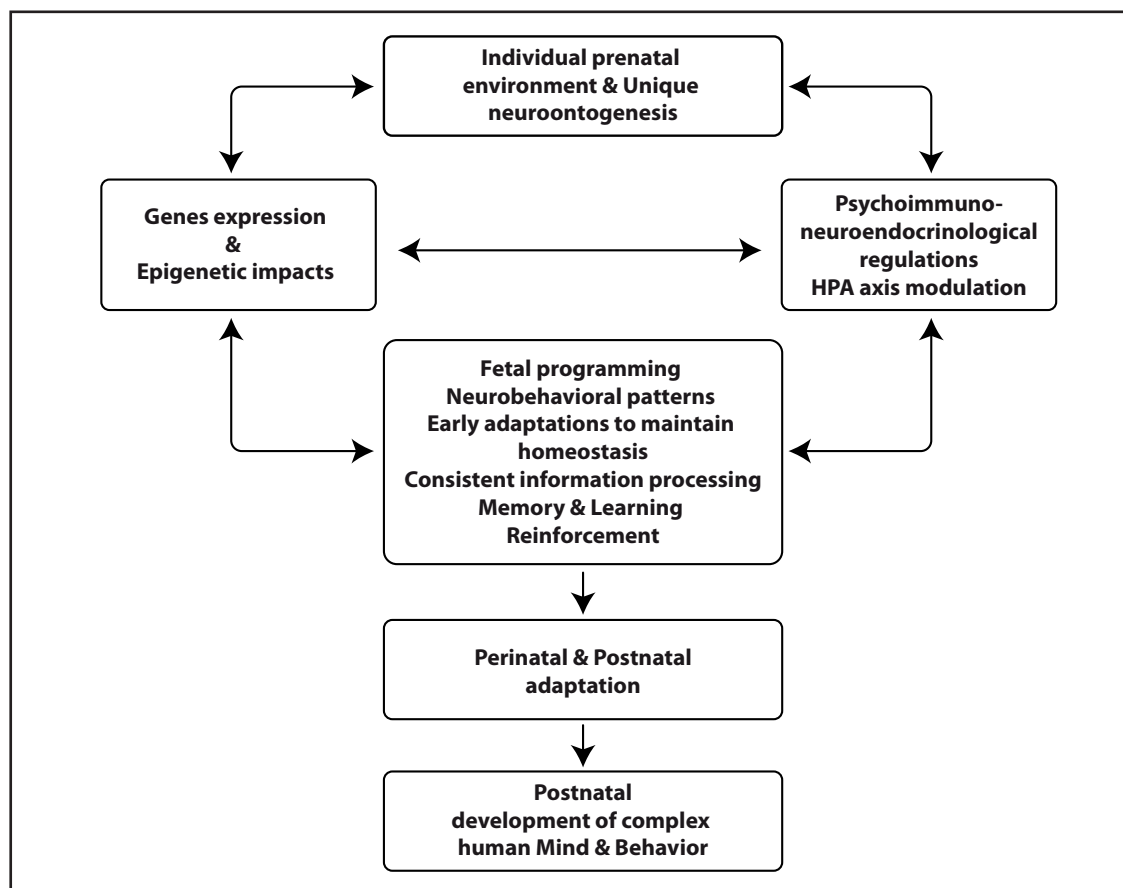 Individual prenatal
environment & Unique
neuroontogenesis
Genes expression
&
Epigenetic impacts
Psychoimmuno-
neuroendocrinological
regulations
HPA axis modulation
Fetal programming
Neurobehavioral patterns
Early adaptations to maintain
homeostasis
Consistent information processing
Memory & Learning
Reinforcement
Perinatal & Postnatal
adaptation
Postnatal
development of complex
human Mind & Behavior